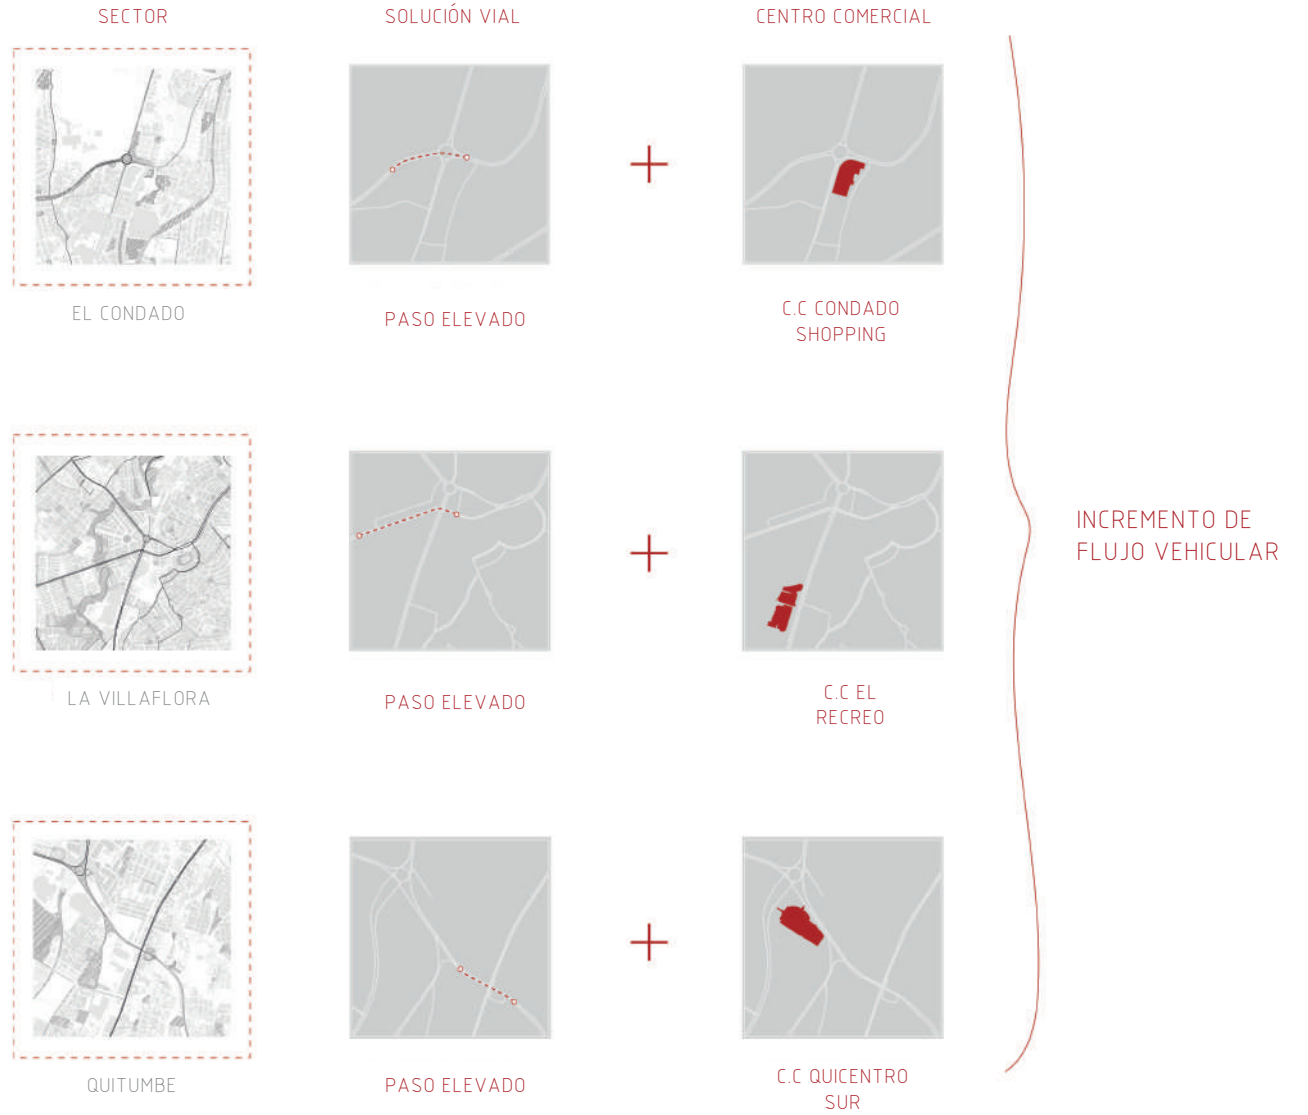 SECTOR
SOLUCIÓN VIAL
CENTRO COMERCIAL
EL CONDADO
PASO ELEVADO
C.C CONDADO
SHOPPING
LA VILLAFLORA
PASO ELEVADO
C.C EL
RECREO
INCREMENTO DE
FLUJO VEHICULAR
QUITUMBE
PASO ELEVADO
C.C QUICENTRO
SUR